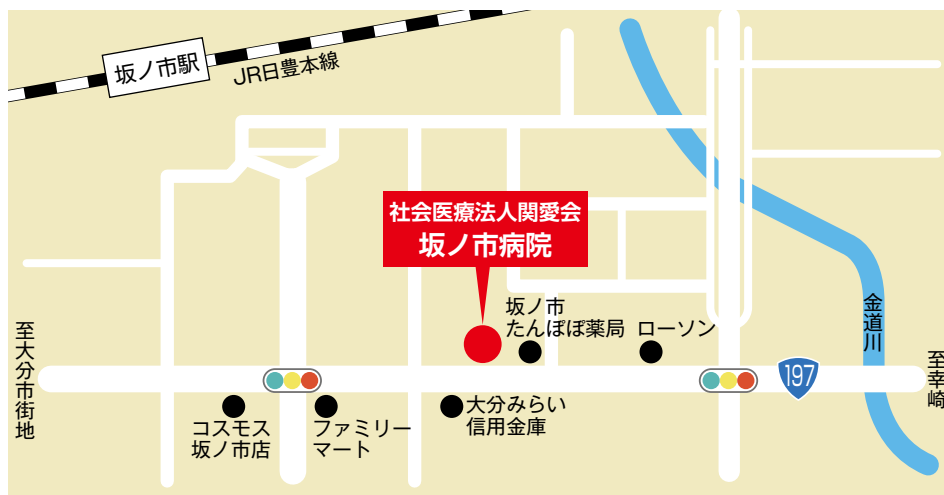 坂ノ市駅
JR日豊本線
社会医療法人関愛会
坂ノ市病院
坂ノ市
たんぽぽ薬局
ローソン
金道川
至大分市街地
197
至幸崎
コスモス
坂ノ市店
ファミリー
マート
大分みらい
信用金庫